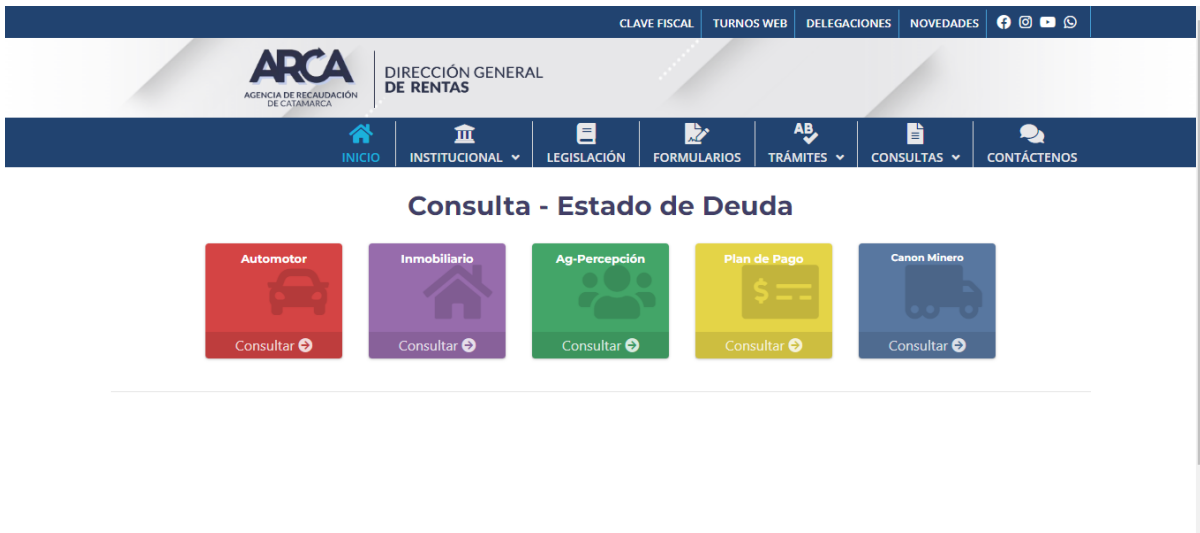 CLAVE FISCAL TURNOS WEB DELEGACIONES NOVEDADES
ARCA
AGENCIA DE RECAUDACIÓN
DE CATAMARCA
DIRECCIÓN GENERAL
DE RENTAS
INICIO INSTITUCIONAL LEGISLACIÓN FORMULARIOS TRÁMITES CONSULTAS CONTÁCTENOS
Consulta - Estado de Deuda
Automotor Inmobiliario Ag-Percepción Plan de Pago Canon Minero
Consultar Consultar Consultar Consultar Consultar